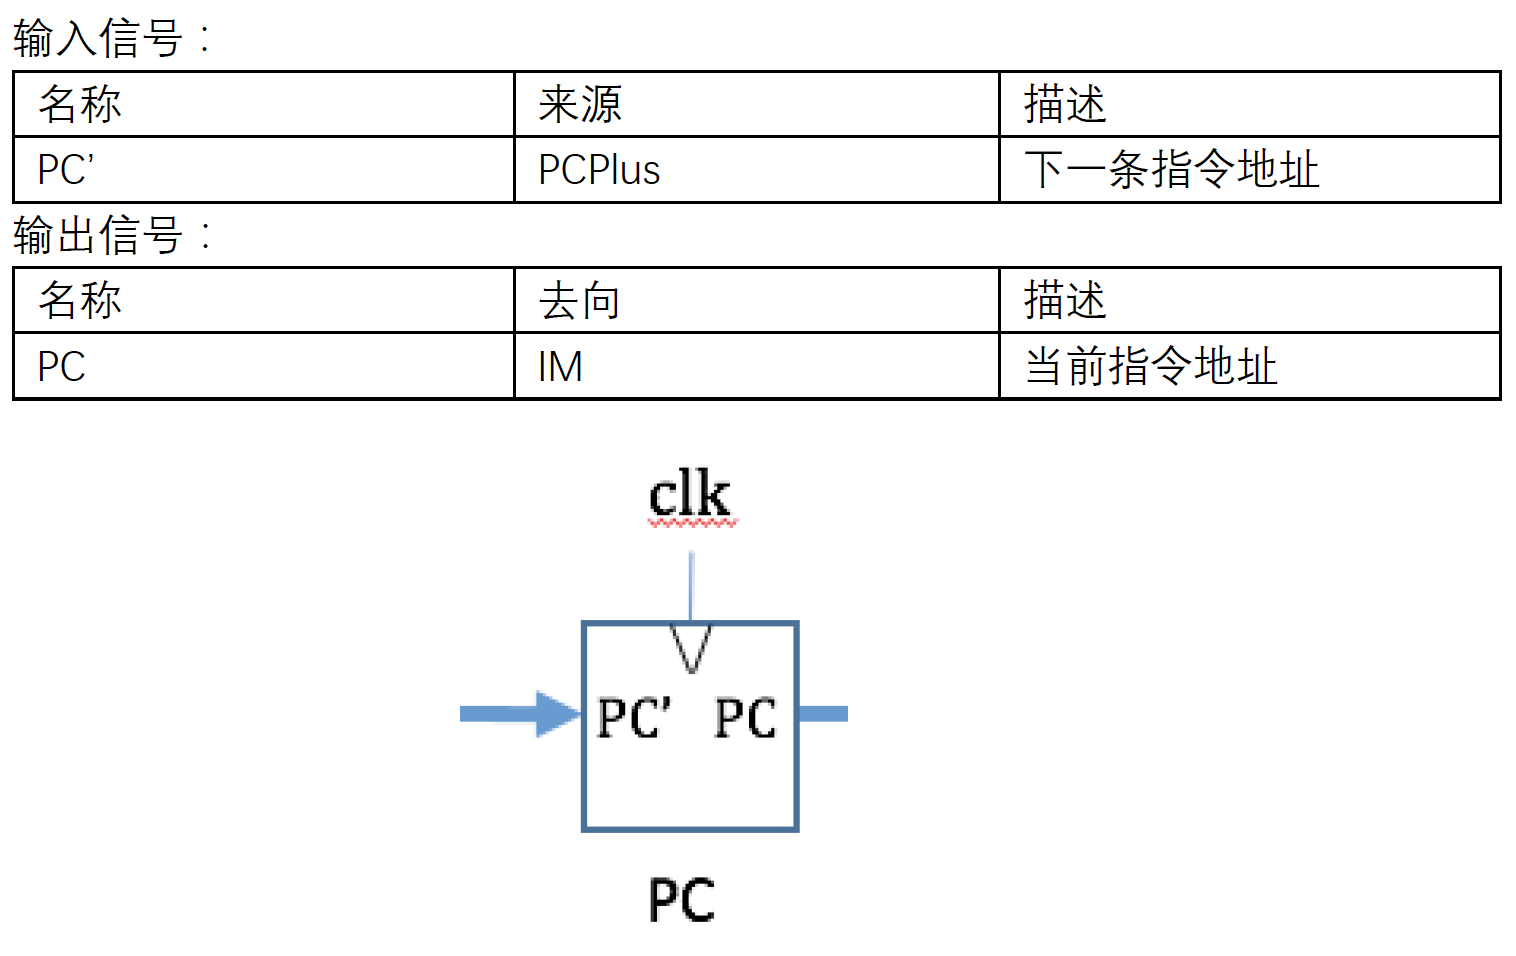 输入信号：
名称 来源 描述
PC’ PCPlus 下一条指令地址
输出信号：
名称 去向 描述
PC IM 当前指令地址
clk
PC’ PC
PC